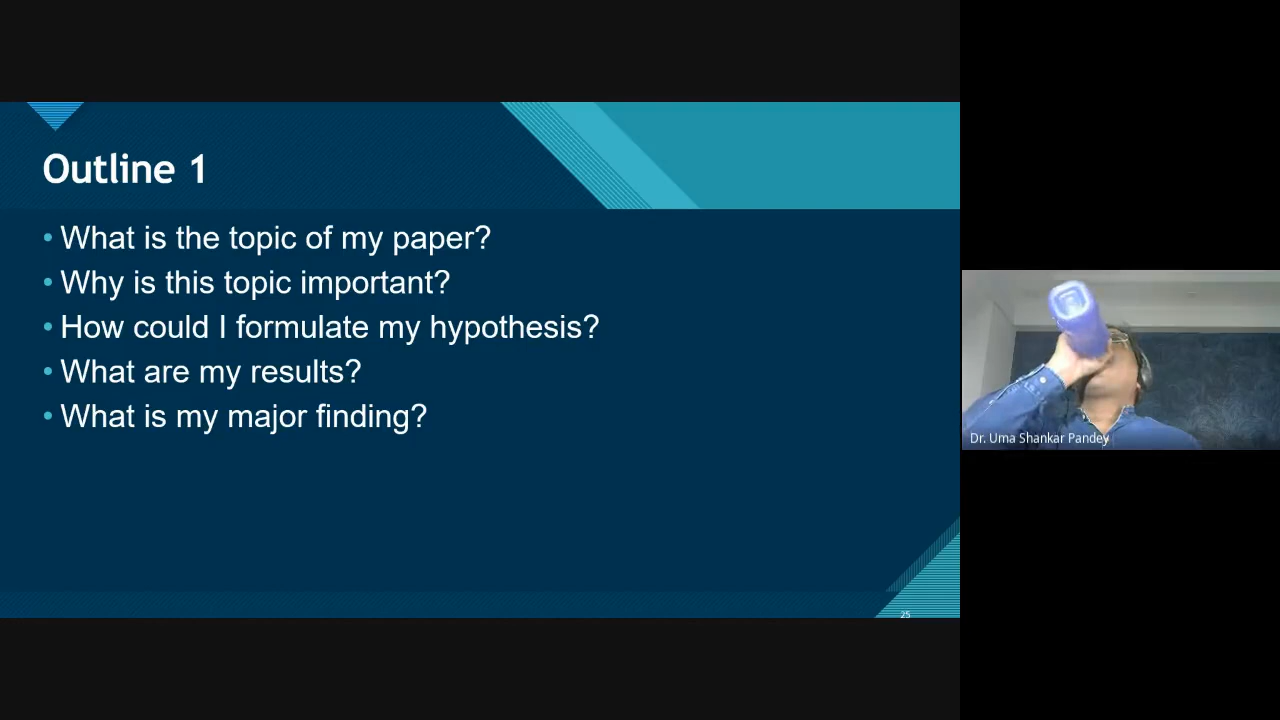 Outline 1
• What is the topic of my paper?
• Why is this topic important?
• How could I formulate my hypothesis?
• What are my results?
• What is my major finding?
25
Dr. Uma Shankar Pandey